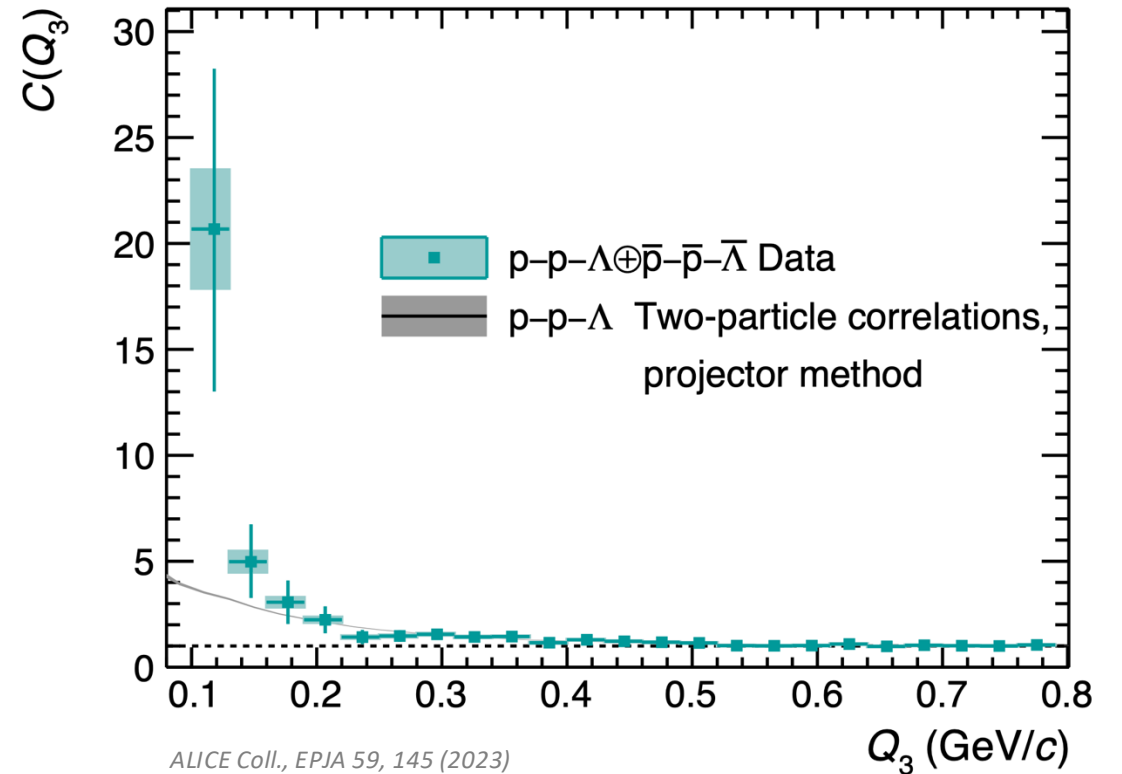 C(Q₃)
30
25
20
15
10
5
0
p–p–Λ⊕p̅–p̅–Λ̅ Data
p–p–Λ Two-particle correlations,
projector method
0.1 0.2 0.3 0.4 0.5 0.6 0.7 0.8
Q₃ (GeV/c)
ALICE Coll., EPJA 59, 145 (2023)